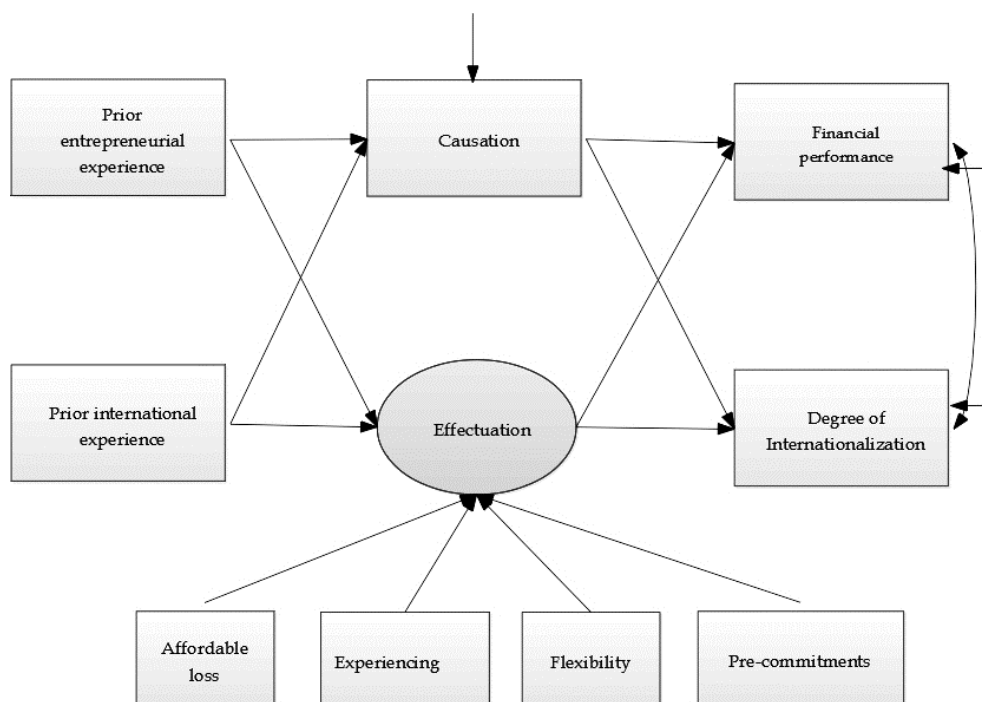 Prior
entrepreneurial
experience
Causation
Financial
performance
Prior international
experience
Effectuation
Degree of
Internationalization
Affordable
loss
Experiencing
Flexibility
Pre-commitments